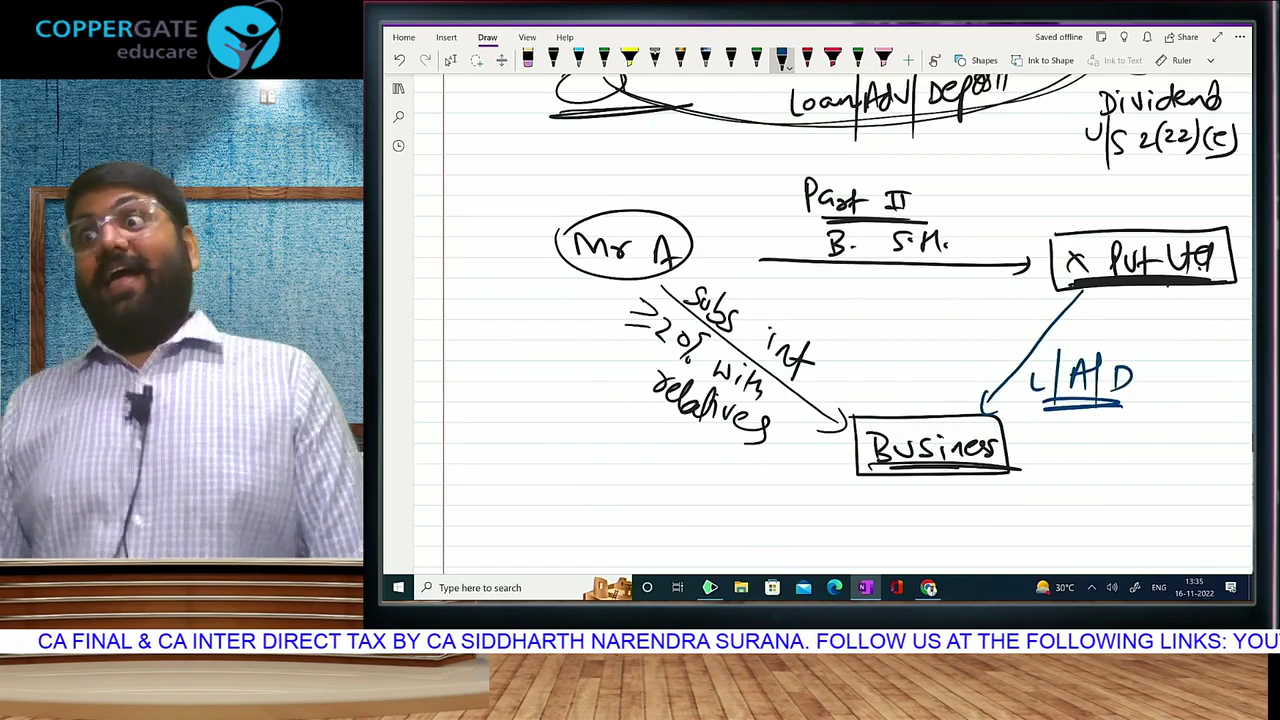 COPPERGATE
educare
Home Insert Draw View Help
Saved offline
Share
Shapes
Ink to Shape
Ink to Text
Ruler
Loan|Adv|Deposit
Dividend
U/S 2(22)(e)
Part II
B. S.H.
Mr A
X Pvt Ltd
subs int
≥20% with
relatives
L|A|D
Business
Type here to search
30°C
ENG
13:35
16-11-2022
CA FINAL & CA INTER DIRECT TAX BY CA SIDDHARTH NARENDRA SURANA. FOLLOW US AT THE FOLLOWING LINKS: YOU